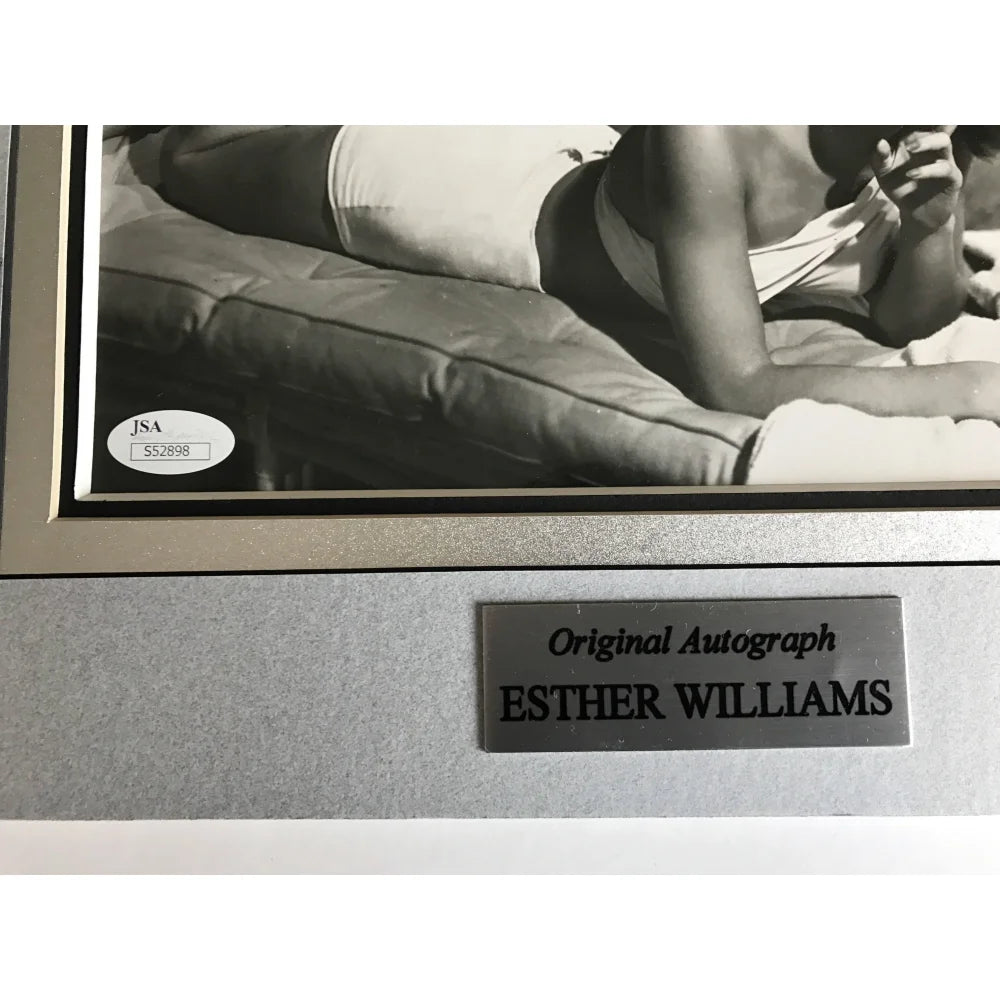 JSA
S52898
Original Autograph
ESTHER WILLIAMS